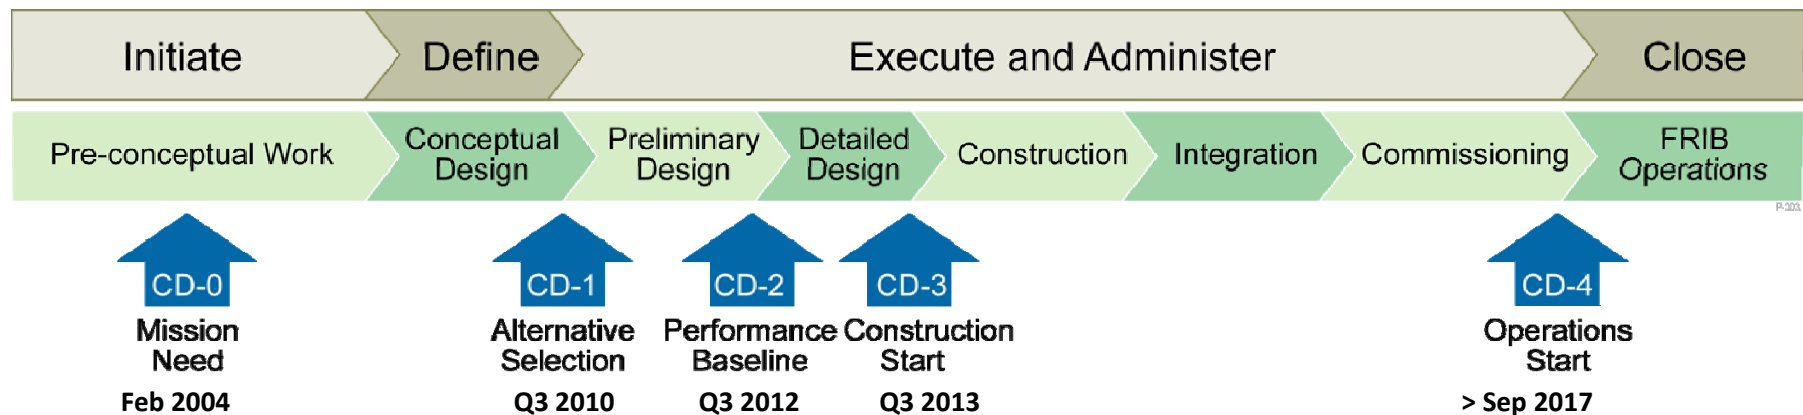 Initiate
Define
Execute and Administer
Close
Pre-conceptual Work
Conceptual
Design
Preliminary
Design
Detailed
Design
Construction
Integration
Commissioning
FRIB
Operations
P-003
CD-0
CD-1
CD-2
CD-3
CD-4
Mission
Need
Alternative
Selection
Performance
Baseline
Construction
Start
Operations
Start
Feb 2004
Q3 2010
Q3 2012
Q3 2013
> Sep 2017